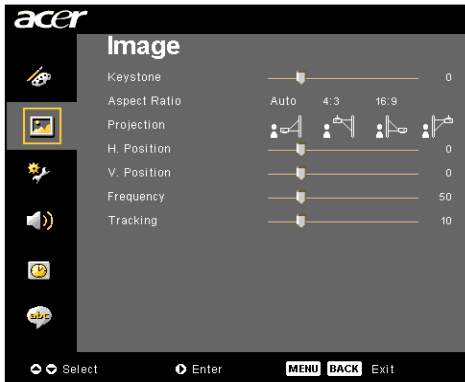 acer
Image
Keystone 0
Aspect Ratio Auto 4:3 16:9
Projection
H. Position 0
V. Position 0
Frequency 50
Tracking 10
abc
Select Enter MENU BACK Exit